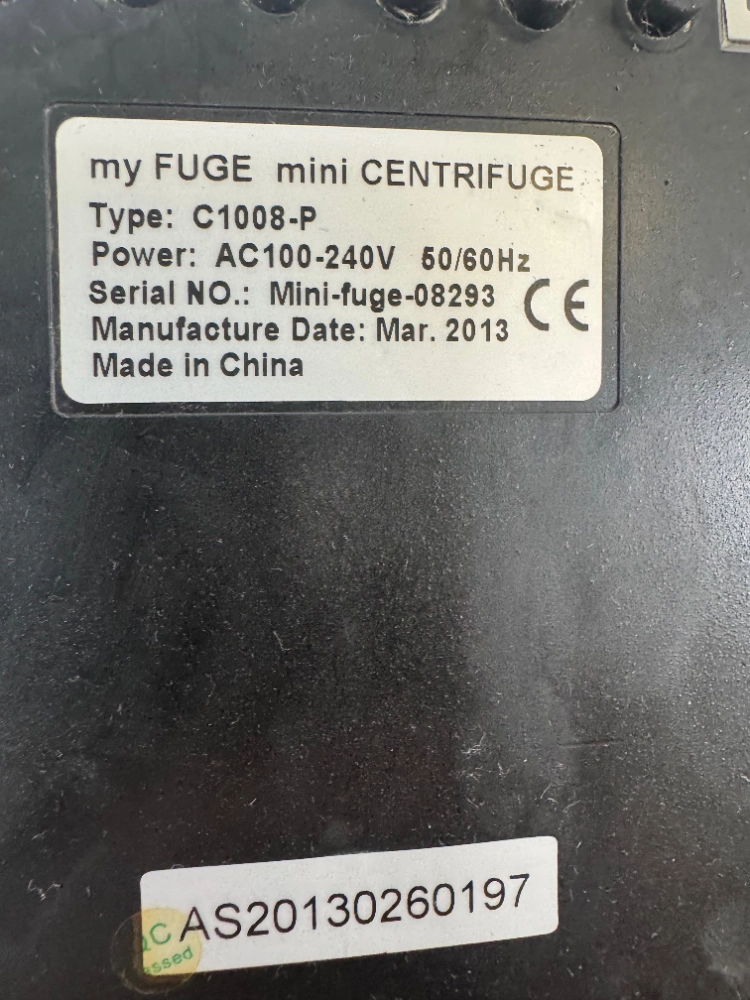 my FUGE mini CENTRIFUGE
Type: C1008-P
Power: AC100-240V 50/60Hz
Serial NO.: Mini-fuge-08293
CE
Manufacture Date: Mar. 2013
Made in China
AS20130260197